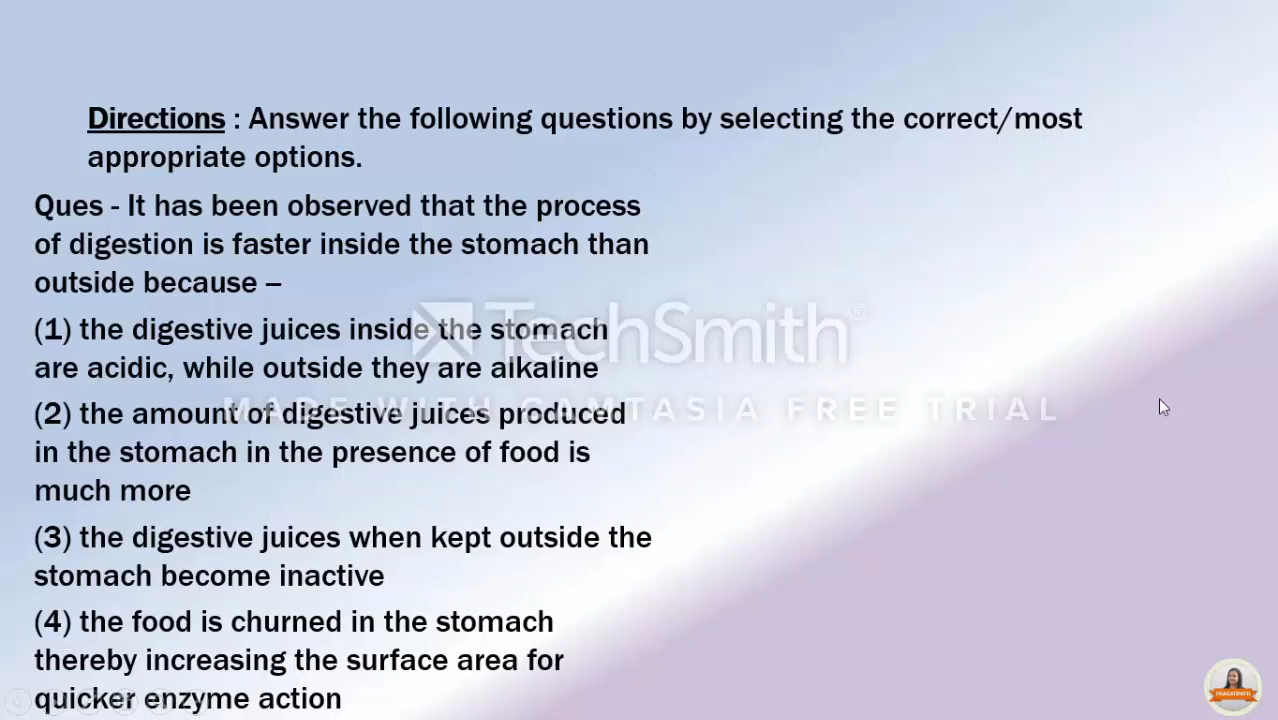 Directions : Answer the following questions by selecting the correct/most
appropriate options.
Ques - It has been observed that the process
of digestion is faster inside the stomach than
outside because –
(1) the digestive juices inside the stomach
are acidic, while outside they are alkaline
TechSmith®
(2) the amount of digestive juices produced
MADE WITH CAMTASIA FREE TRIAL
in the stomach in the presence of food is
much more
(3) the digestive juices when kept outside the
stomach become inactive
(4) the food is churned in the stomach
thereby increasing the surface area for
quicker enzyme action
PRAGATIPATH